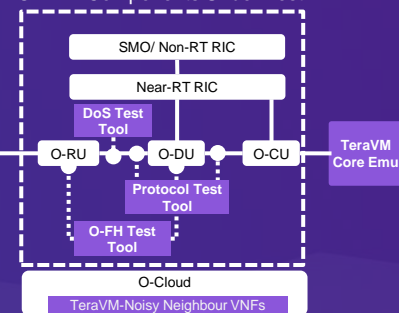 SMO/ Non-RT RIC
Near-RT RIC
DoS Test
Tool
O-RU
O-DU
O-CU
TeraVM
Core Emu
Protocol Test
Tool
O-FH Test
Tool
O-Cloud
TeraVM-Noisy Neighbour VNFs